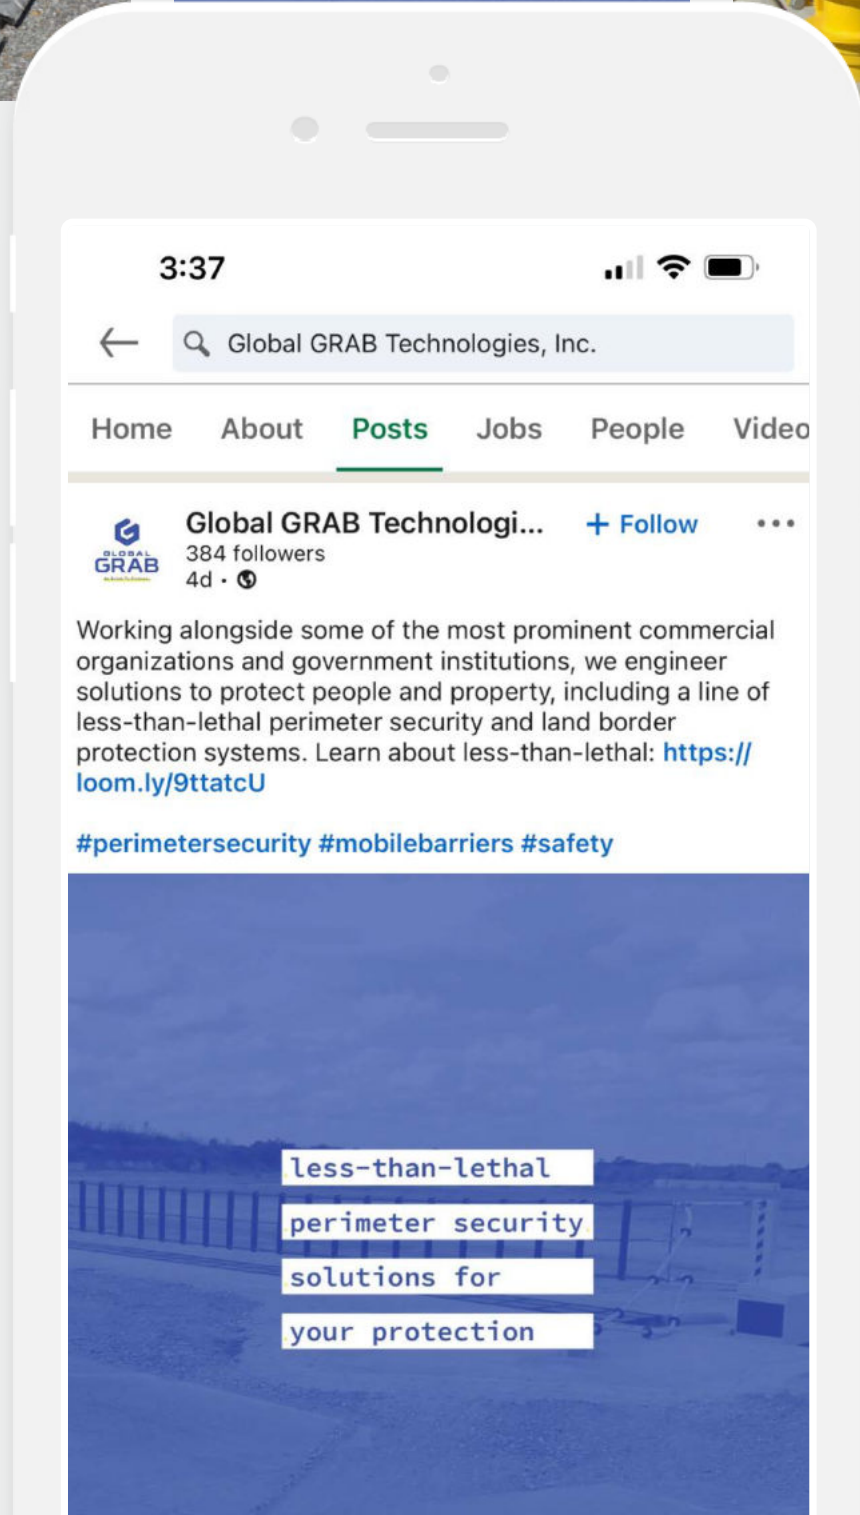 3:37
Global GRAB Technologies, Inc.
Home About Posts Jobs People Video
GLOBAL
GRAB
Global GRAB Technologi... + Follow
384 followers
4d
Working alongside some of the most prominent commercial
organizations and government institutions, we engineer
solutions to protect people and property, including a line of
less-than-lethal perimeter security and land border
protection systems. Learn about less-than-lethal: https://
loom.ly/9ttatcU
#perimetersecurity #mobilebarriers #safety
less-than-lethal
perimeter security
solutions for
your protection